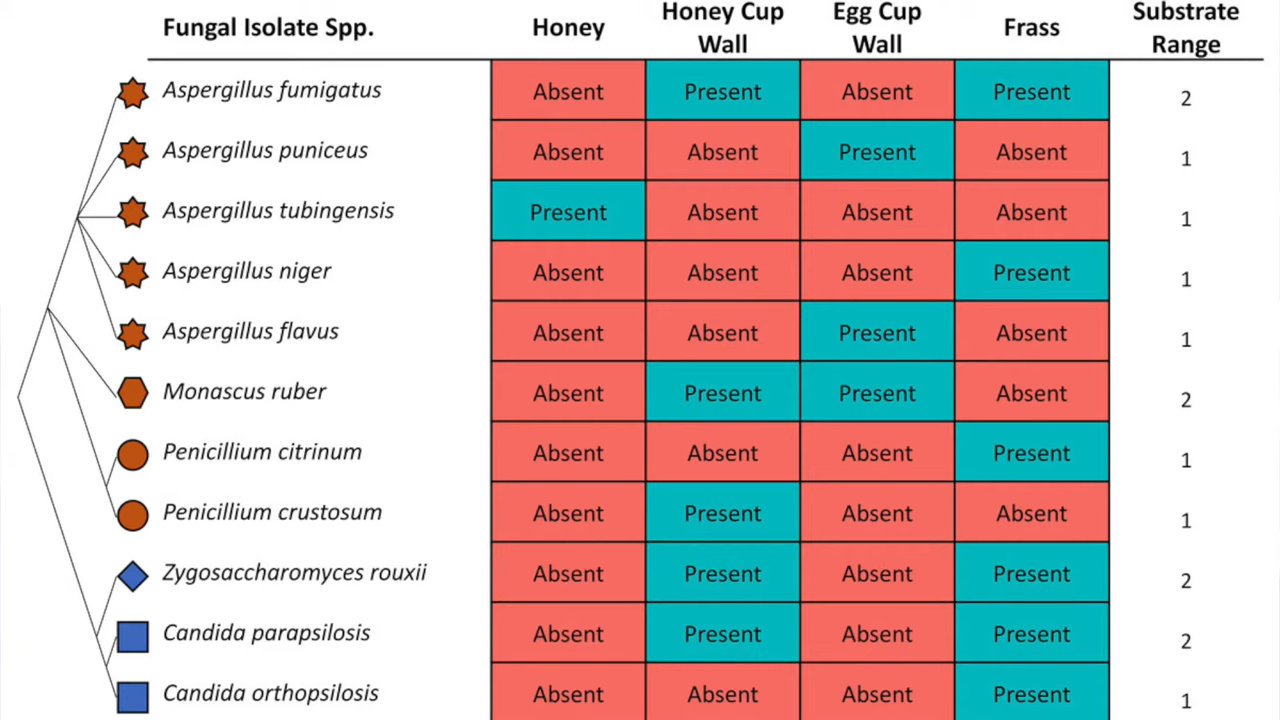 Fungal Isolate Spp. Honey Honey Cup Wall Egg Cup Wall Frass Substrate Range
Aspergillus fumigatus Absent Present Absent Present 2
Aspergillus puniceus Absent Absent Present Absent 1
Aspergillus tubingensis Present Absent Absent Absent 1
Aspergillus niger Absent Absent Absent Present 1
Aspergillus flavus Absent Absent Present Absent 1
Monascus ruber Absent Present Present Absent 2
Penicillium citrinum Absent Absent Absent Present 1
Penicillium crustosum Absent Present Absent Absent 1
Zygosaccharomyces rouxii Absent Present Absent Present 2
Candida parapsilosis Absent Present Absent Present 2
Candida orthopsilosis Absent Absent Absent Present 1